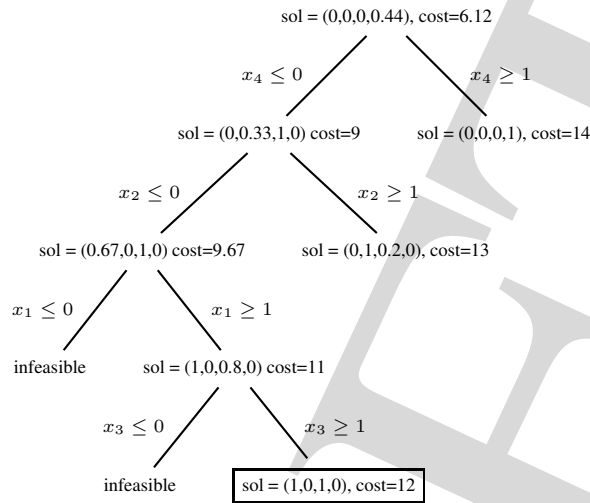 sol = (0,0,0,0.44), cost=6.12
x₄ ≤ 0
x₄ ≥ 1
sol = (0,0.33,1,0) cost=9
sol = (0,0,0,1), cost=14
x₂ ≤ 0
x₂ ≥ 1
sol = (0.67,0,1,0) cost=9.67
sol = (0,1,0.2,0), cost=13
x₁ ≤ 0
x₁ ≥ 1
infeasible
sol = (1,0,0.8,0) cost=11
x₃ ≤ 0
x₃ ≥ 1
infeasible
sol = (1,0,1,0), cost=12